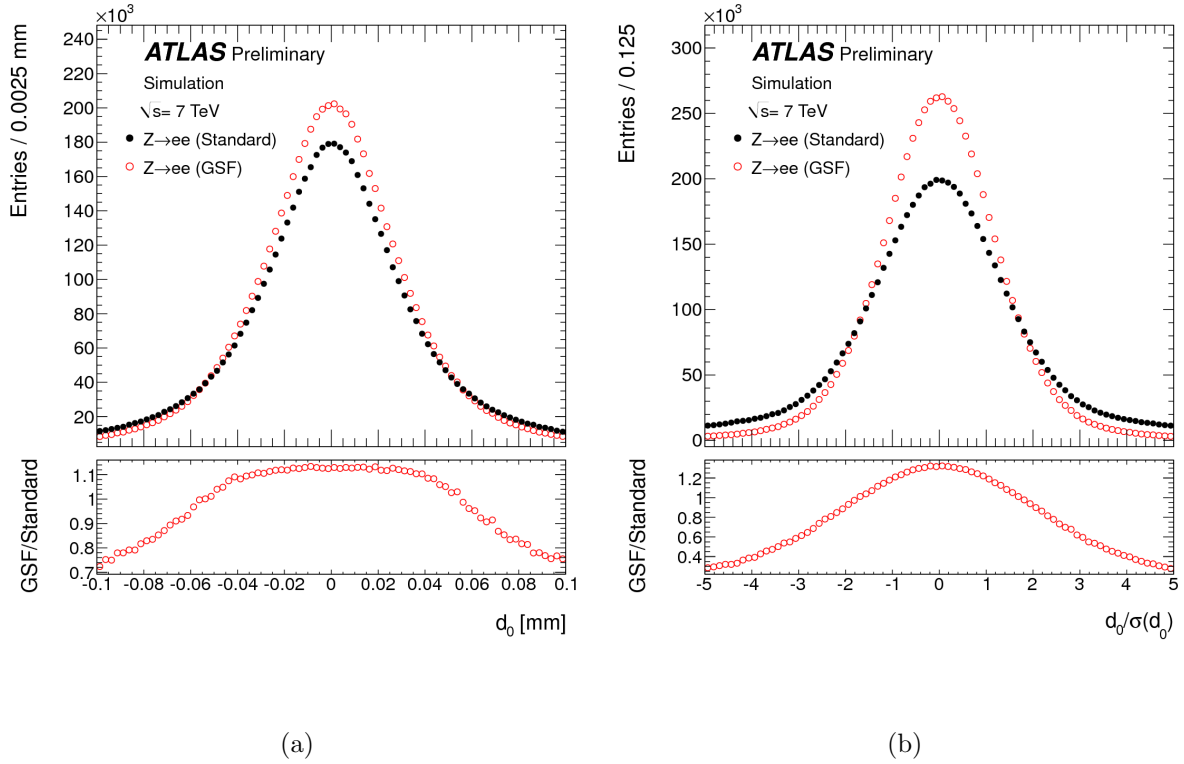 ×10³
Entries / 0.0025 mm
240
220
200
180
160
140
120
100
80
60
40
20
ATLAS Preliminary
Simulation
√s= 7 TeV
Z→ee (Standard)
Z→ee (GSF)
GSF/Standard
1.1
1
0.9
0.8
0.7
-0.1 -0.08 -0.06 -0.04 -0.02 0 0.02 0.04 0.06 0.08 0.1
d₀ [mm]
(a)
×10³
Entries / 0.125
300
250
200
150
100
50
0
ATLAS Preliminary
Simulation
√s= 7 TeV
Z→ee (Standard)
Z→ee (GSF)
GSF/Standard
1.2
1
0.8
0.6
0.4
-5 -4 -3 -2 -1 0 1 2 3 4 5
d₀/σ(d₀)
(b)